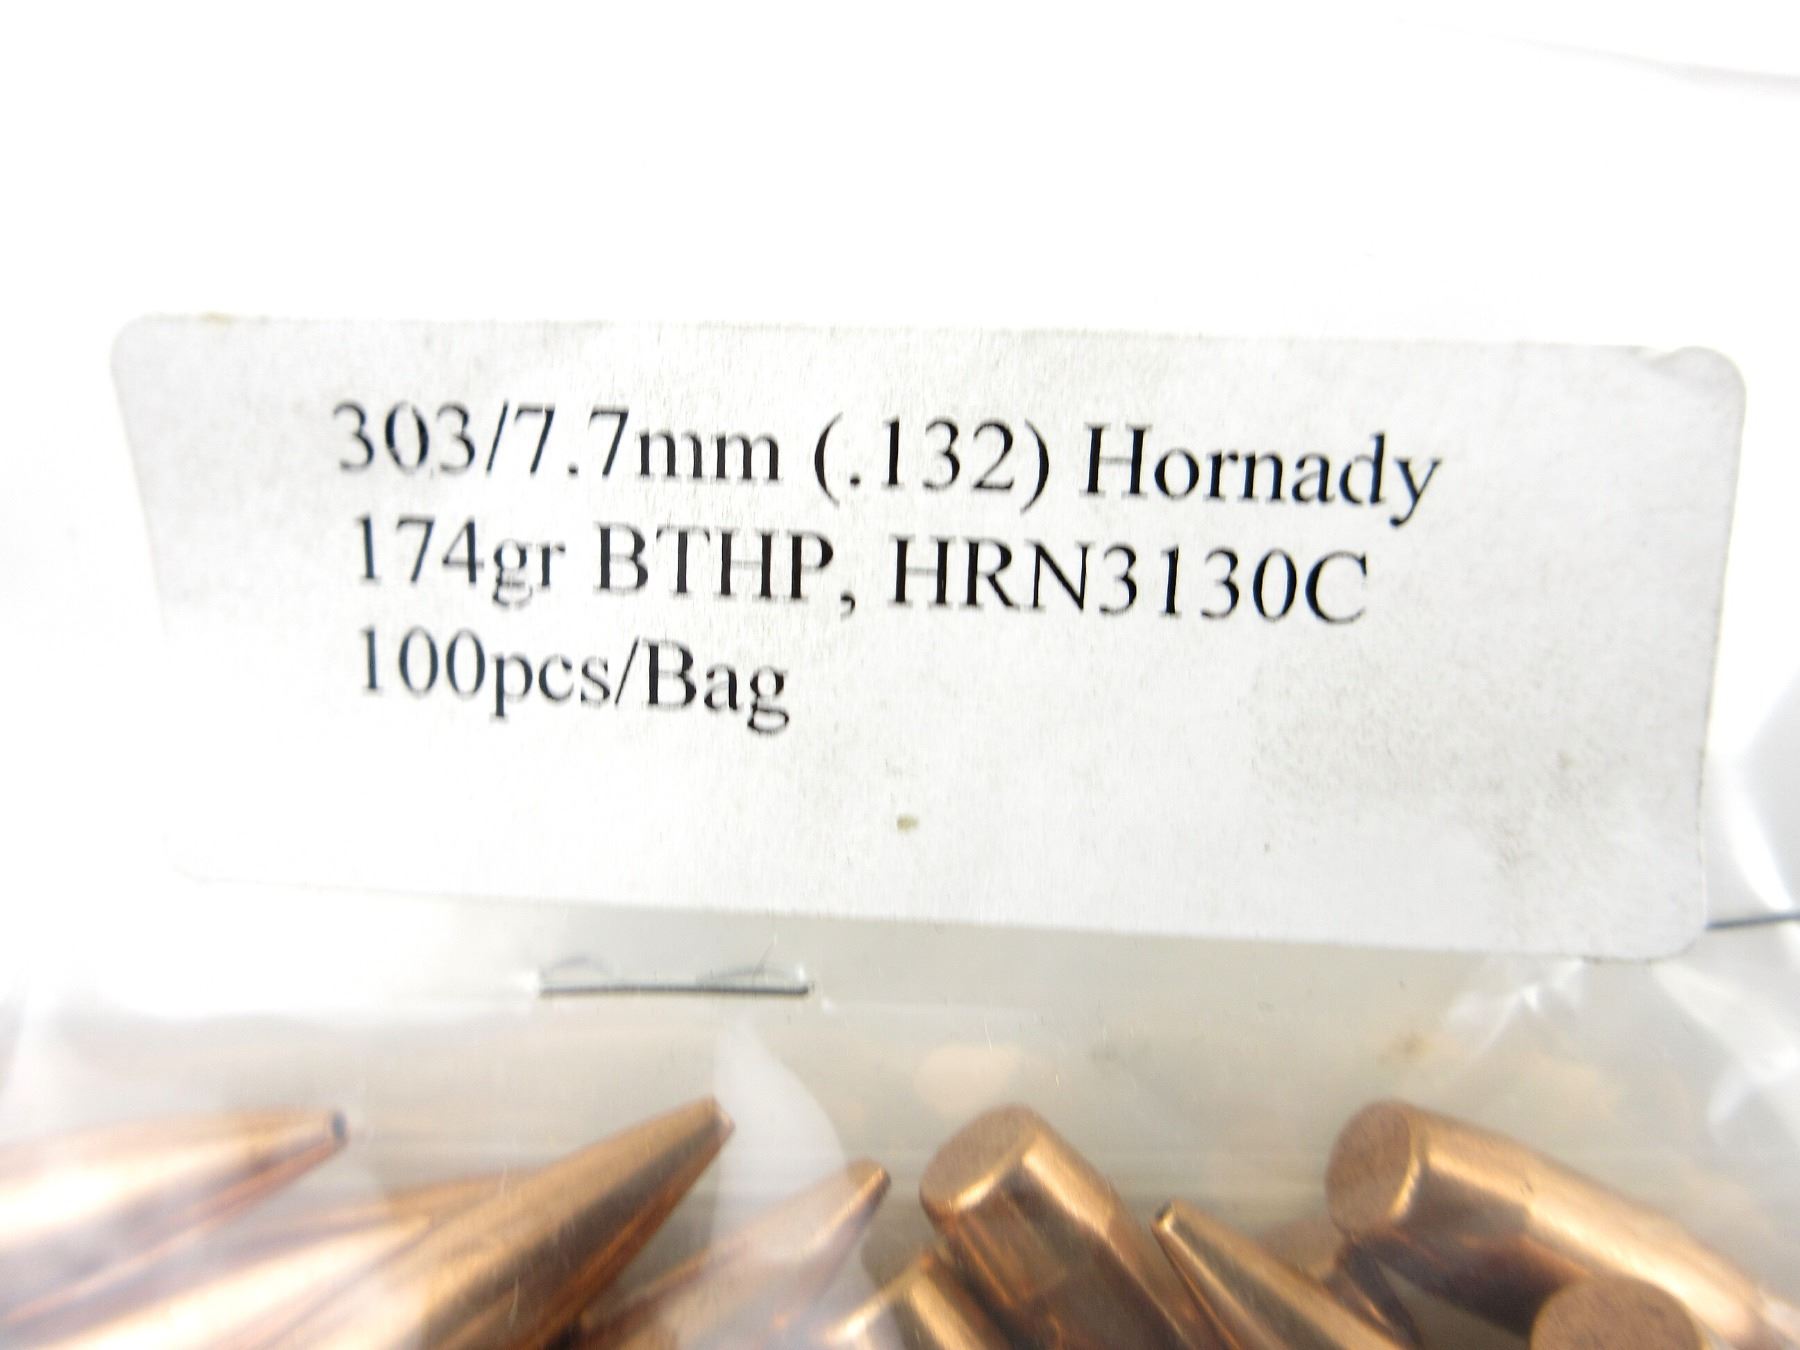 303/7.7mm (.132) Hornady
174gr BTHP, HRN3130C
100pcs/Bag